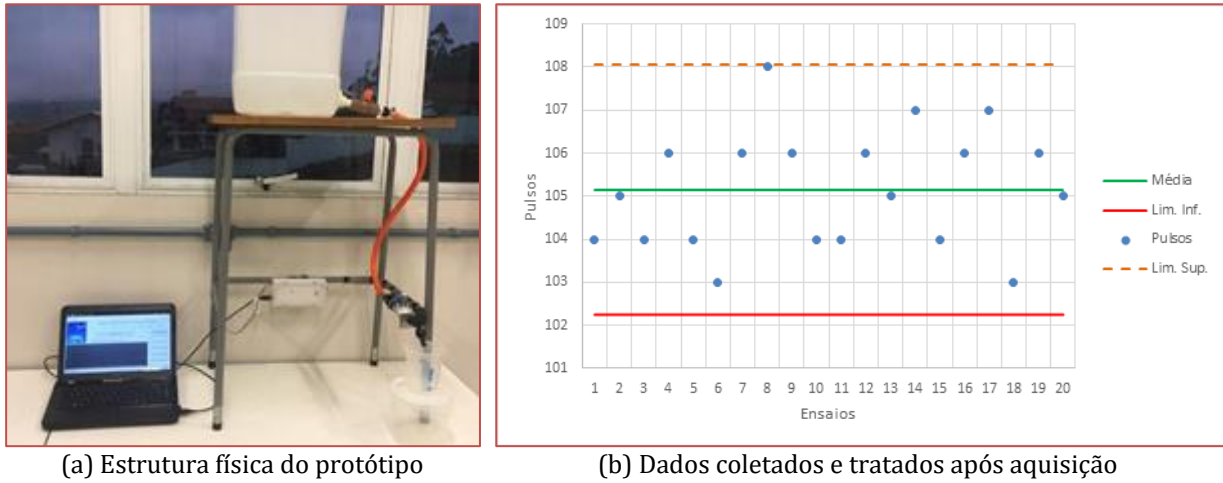 109
108
107
106
105
104
103
102
101
Pulsos
1 2 3 4 5 6 7 8 9 10 11 12 13 14 15 16 17 18 19 20
Ensaios
Média
Lim. Inf.
Pulsos
Lim. Sup.
(a) Estrutura física do protótipo
(b) Dados coletados e tratados após aquisição